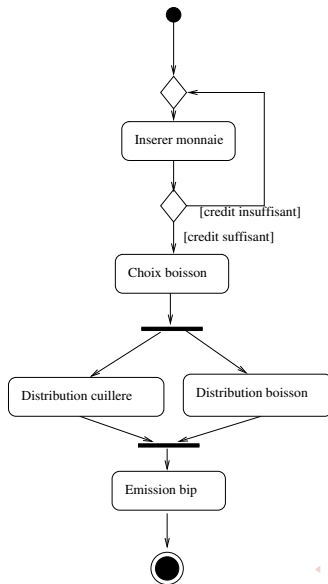 Inserer monnaie
[credit insuffisant]
[credit suffisant]
Choix boisson
Distribution cuillere
Distribution boisson
Emission bip